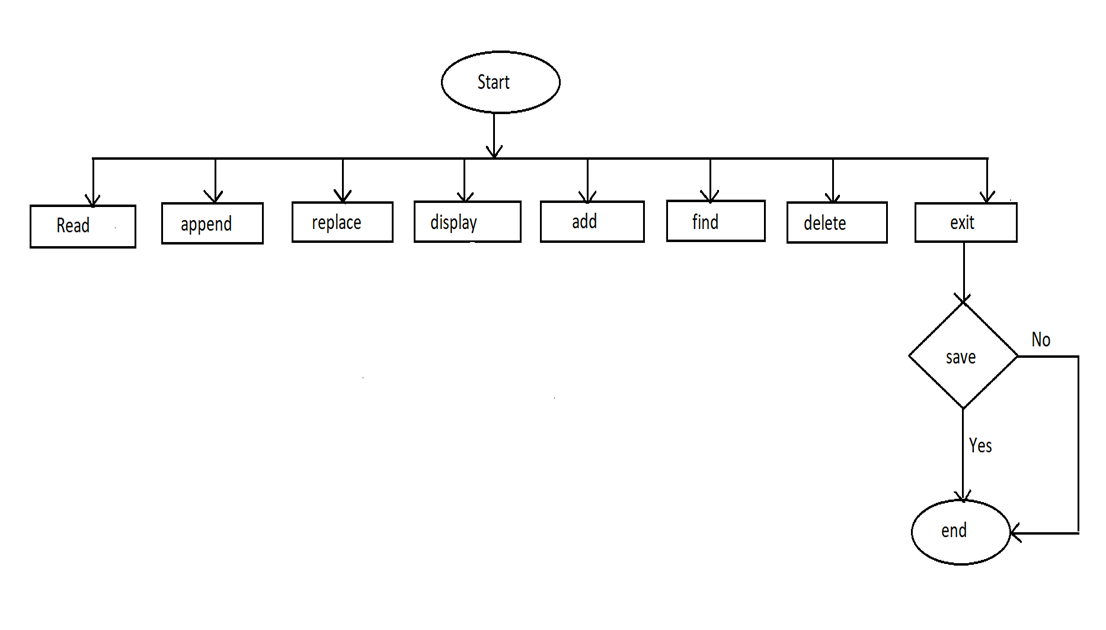 Start
Read
append
replace
display
add
find
delete
exit
save
No
Yes
end